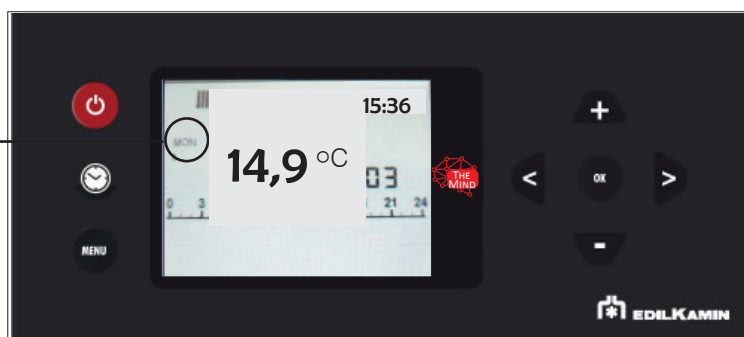 15:36
MON
14,9 °C
03
0 3 21 24
THE
MIND
< OK >
+
-
MENU
EDILKAMIN